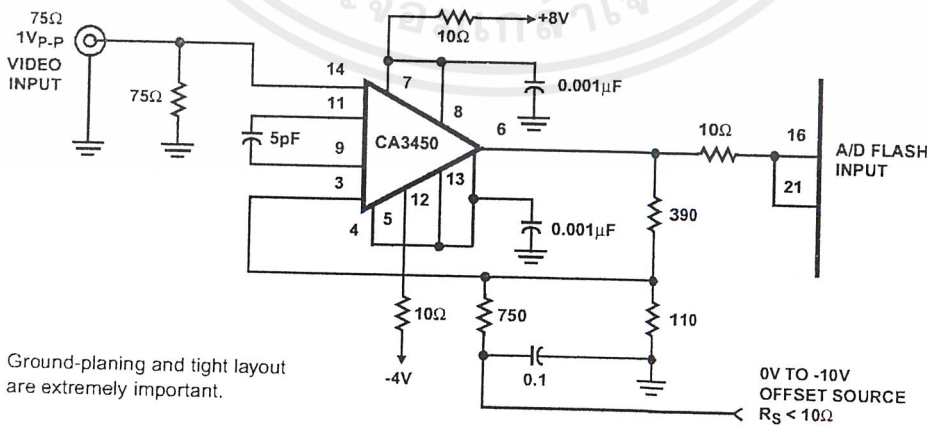 75Ω
1VP-P
VIDEO
INPUT
75Ω
5pF
14
11
9
3
4
5
12
13
7
8
6
CA3450
10Ω
+8V
0.001µF
0.001µF
10Ω
-4V
750
0.1
390
110
10Ω
16
21
A/D FLASH
INPUT
0V TO -10V
OFFSET SOURCE
RS < 10Ω
Ground-planing and tight layout
are extremely important.